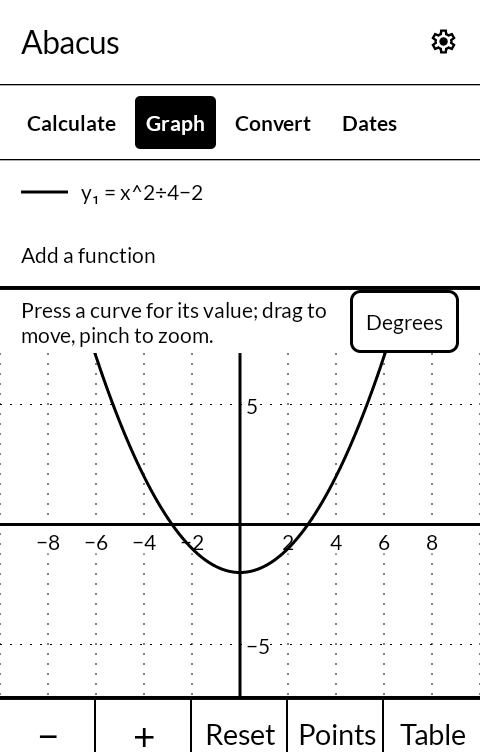 Abacus
Calculate Graph Convert Dates
y₁ = x^2÷4−2
Add a function
Press a curve for its value; drag to
move, pinch to zoom.
Degrees
5
−8 −6 −4 −2 2 4 6 8
−5
− + Reset Points Table